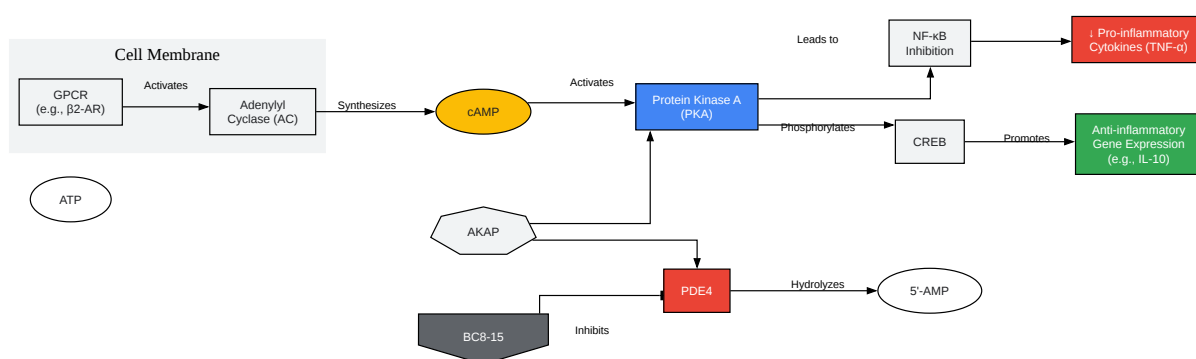 Cell Membrane
GPCR
(e.g., β2-AR)
Activates
Adenylyl
Cyclase (AC)
Synthesizes
cAMP
Activates
Protein Kinase A
(PKA)
Leads to
NF-κB
Inhibition
↓ Pro-inflammatory
Cytokines (TNF-α)
Phosphorylates
CREB
Promotes
Anti-inflammatory
Gene Expression
(e.g., IL-10)
ATP
AKAP
PDE4
Hydrolyzes
5'-AMP
BC8-15
Inhibits